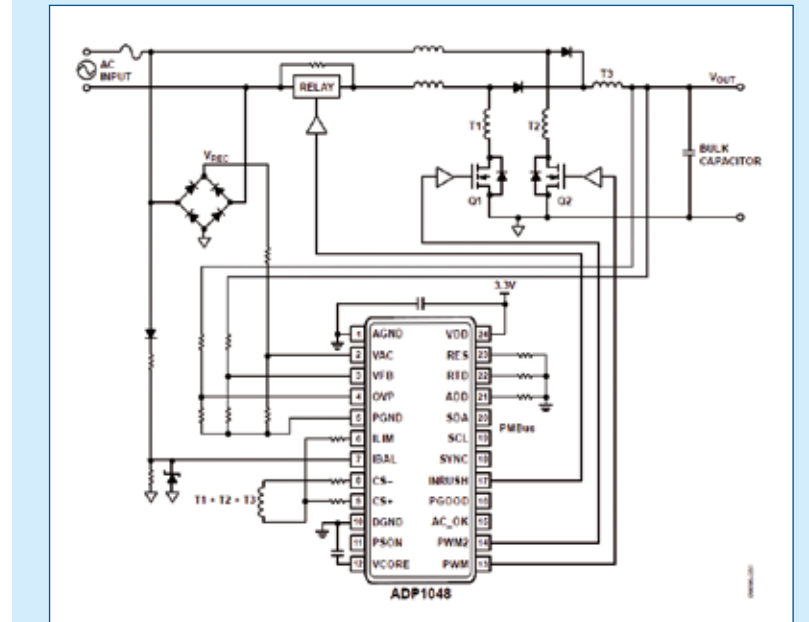 AC
INPUT
RELAY
T3
VOUT
T1
T2
BULK
CAPACITOR
VREC
Q1
Q2
3.3V
1 AGND
VDD 24
2 VAC
RES 23
3 VFB
RTD 22
4 OVP
ADD 21
5 PGND
SDA 20
PMBus
6 ILIM
SCL 19
7 IBAL
SYNC 18
8 CS–
INRUSH 17
T1 + T2 + T3
9 CS+
PGOOD 16
10 DGND
AC_OK 15
11 PSON
PWM2 14
12 VCORE
PWM 13
ADP1048